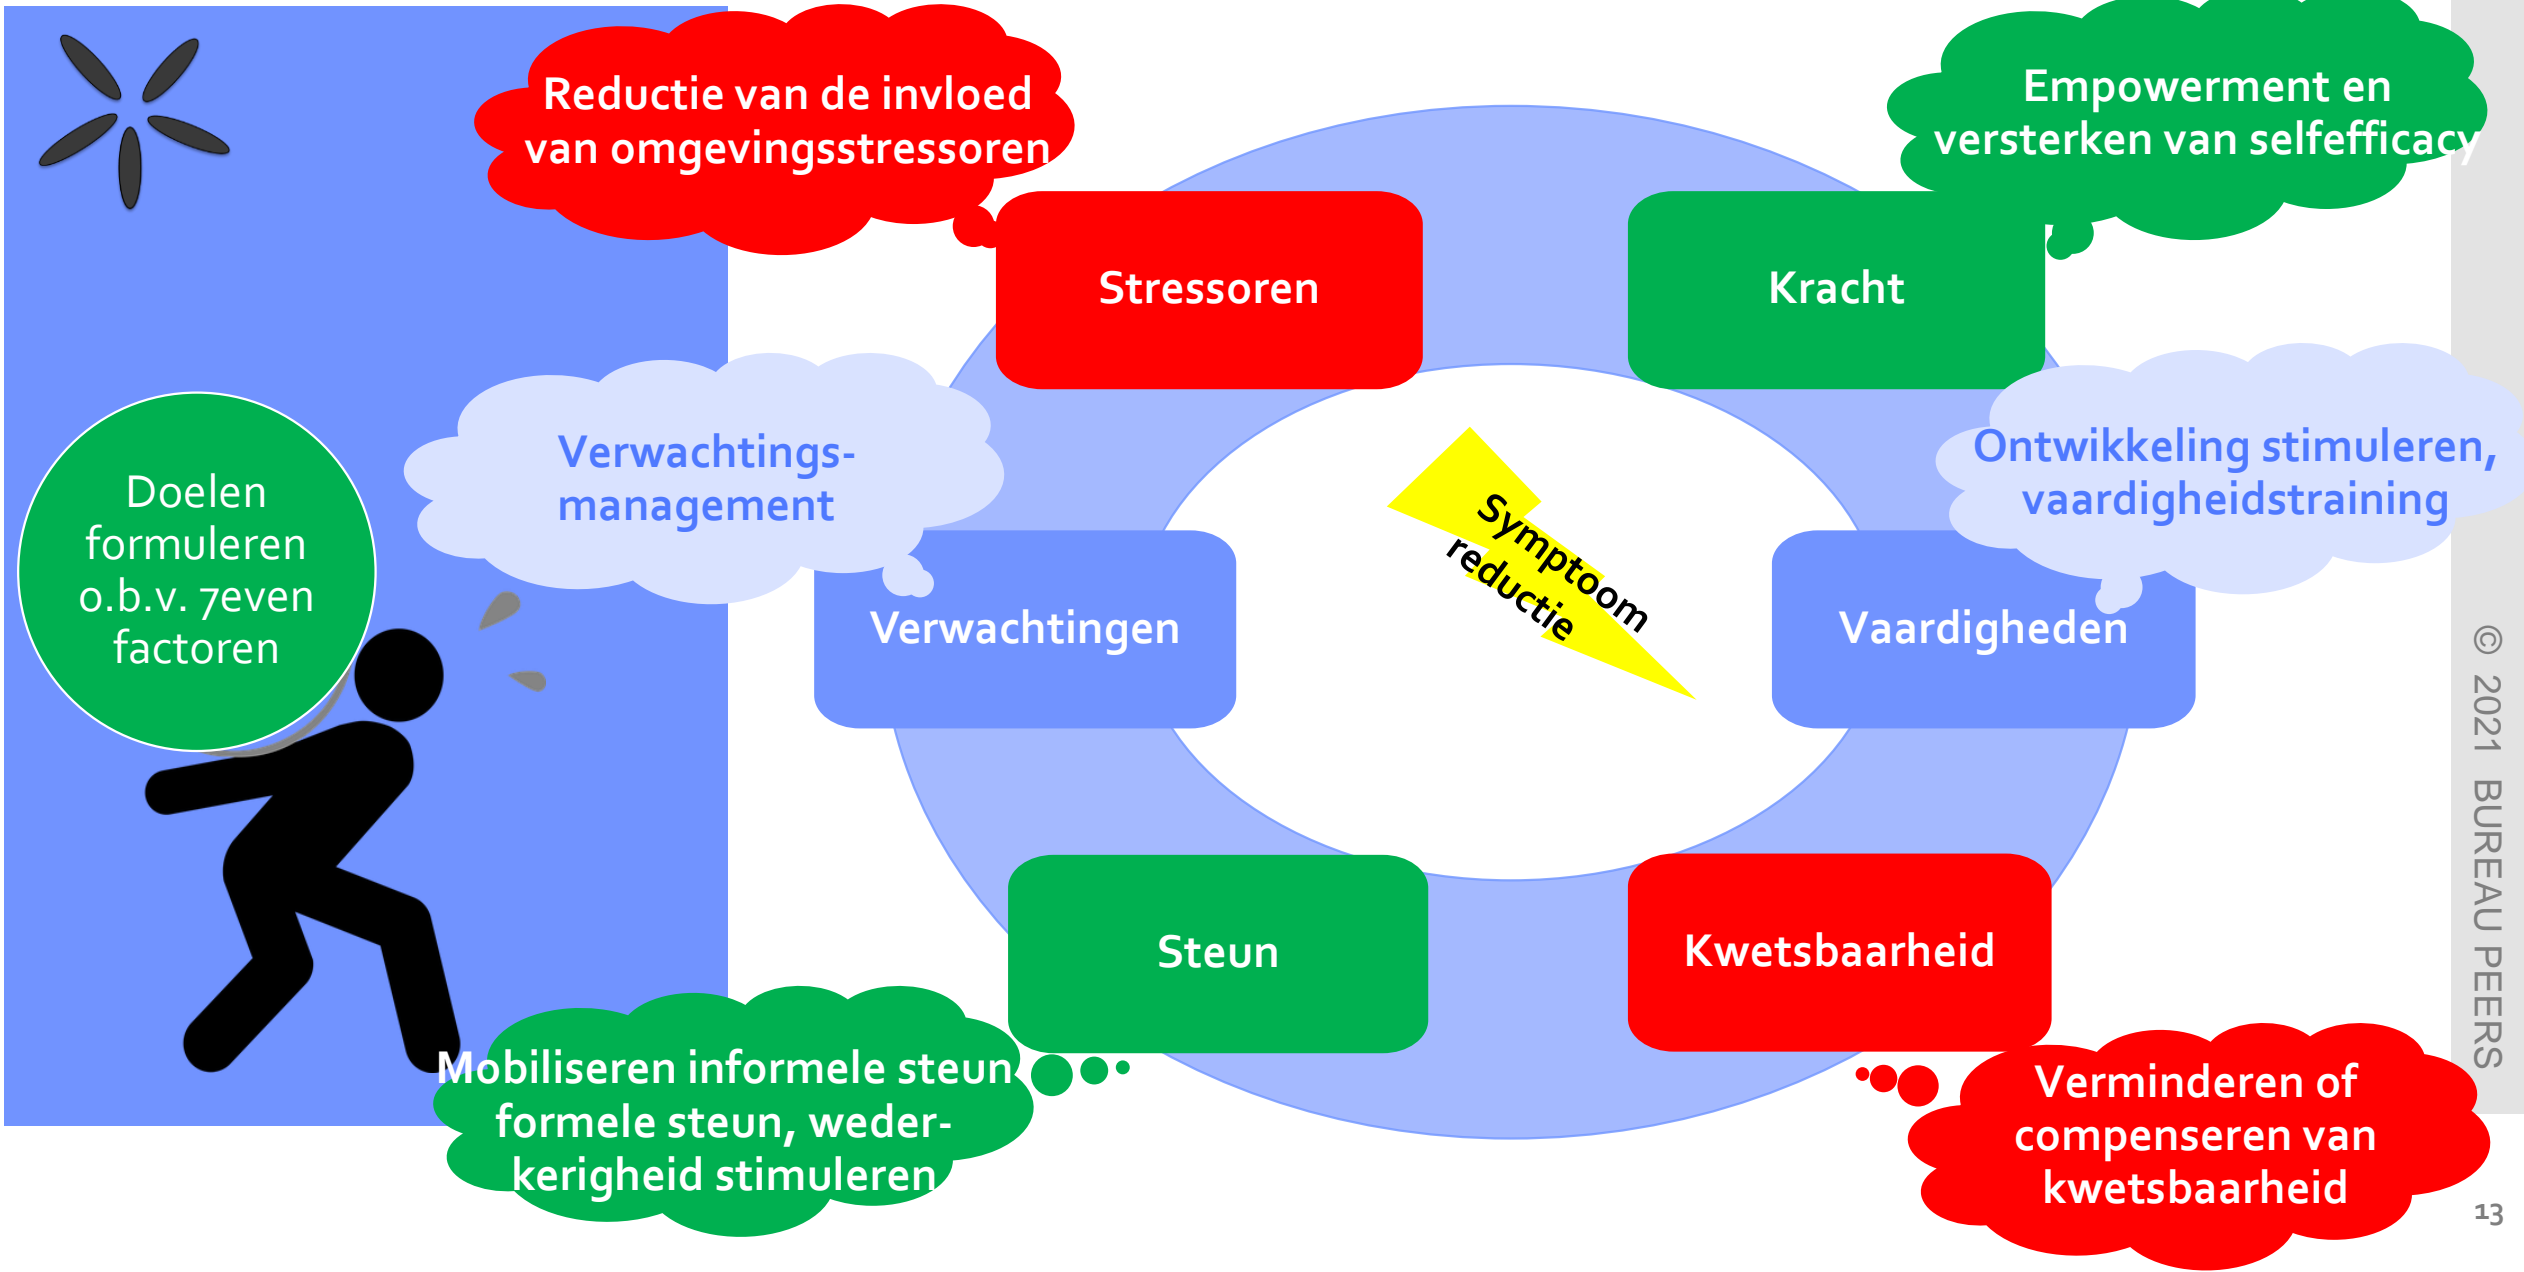 Reductie van de invloed
van omgevingsstressoren
Empowerment en
versterken van selfefficacy
Stressoren
Kracht
Verwachtings-
management
Ontwikkeling stimuleren,
vaardigheidstraining
Doelen
formuleren
o.b.v. 7even
factoren
Symptoom
reductie
Verwachtingen
Vaardigheden
Steun
Kwetsbaarheid
Mobiliseren informele steun
formele steun, weder-
kerigheid stimuleren
Verminderen of
compenseren van
kwetsbaarheid
© 2021 BUREAU PEERS
13